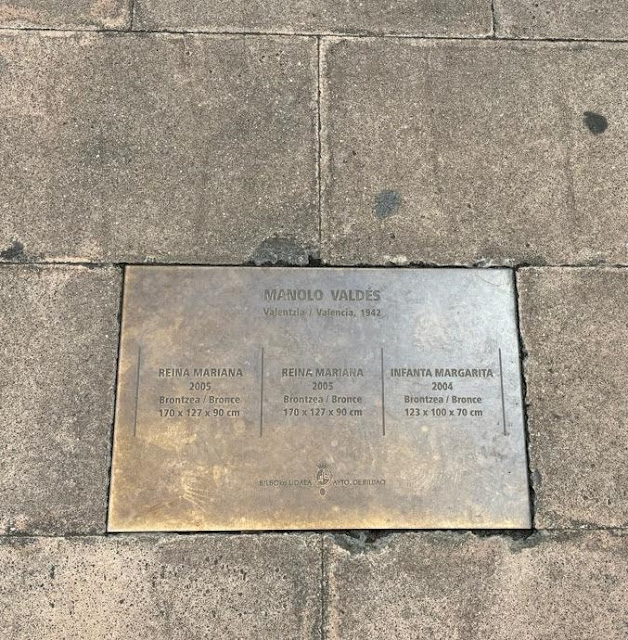 MANOLO VALDÉS
Valentzia / Valencia, 1942
REINA MARIANA
2005
Brontzea / Bronce
170 x 127 x 90 cm
REINA MARIANA
2005
Brontzea / Bronce
170 x 127 x 90 cm
INFANTA MARGARITA
2004
Brontzea / Bronce
123 x 100 x 70 cm
BILBOKO UDALA AYTO. DE BILBAO